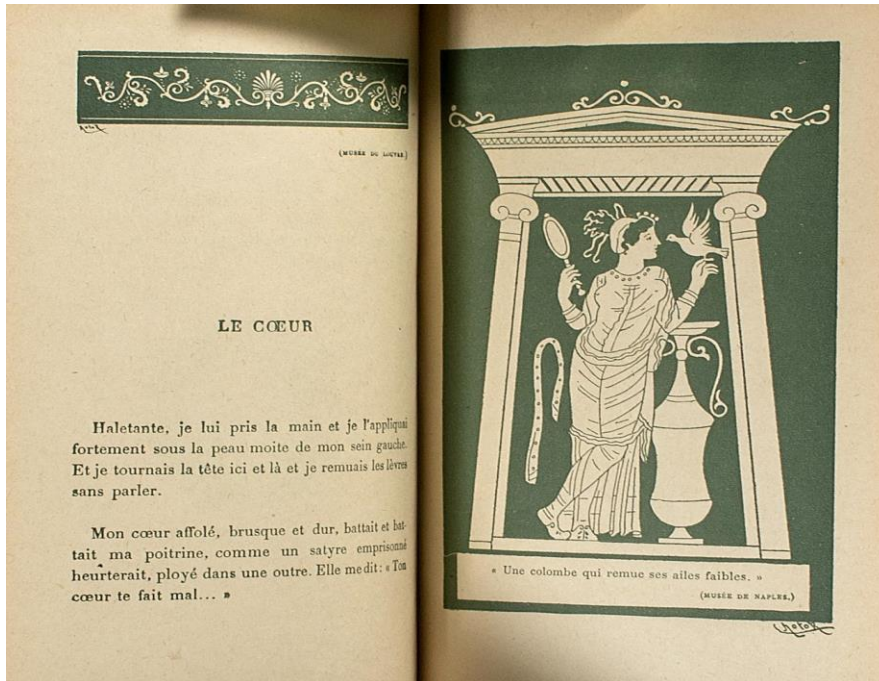 Notor
(MUSÉE DU LOUVRE)
LE CŒUR
Haletante, je lui pris la main et je l'appliquai
fortement sous la peau moite de mon sein gauche.
Et je tournais la tête ici et là et je remuais les lèvres
sans parler.
Mon cœur affolé, brusque et dur, battait et bat-
tait ma poitrine, comme un satyre emprisonné
heurterait, ployé dans une outre. Elle me dit : « Ton
cœur te fait mal... »
« Une colombe qui remue ses ailes faibles. »
(MUSÉE DE NAPLES.)
Notor